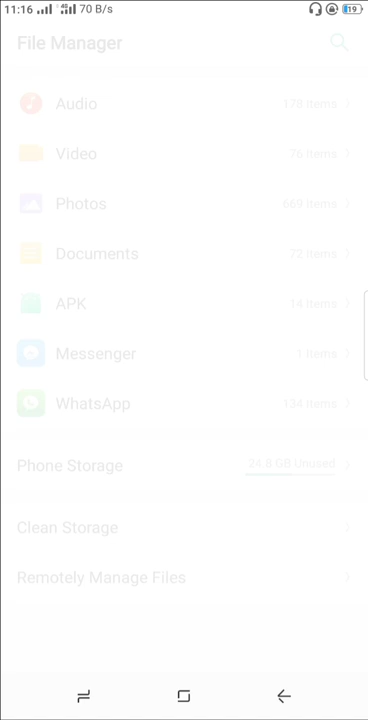 11:16 4G 70 B/s 19
File Manager
Audio 178 Items
Video 76 Items
Photos 669 Items
Documents 72 Items
APK 14 Items
Messenger 1 Items
WhatsApp 134 Items
Phone Storage 24.8 GB Unused
Clean Storage
Remotely Manage Files